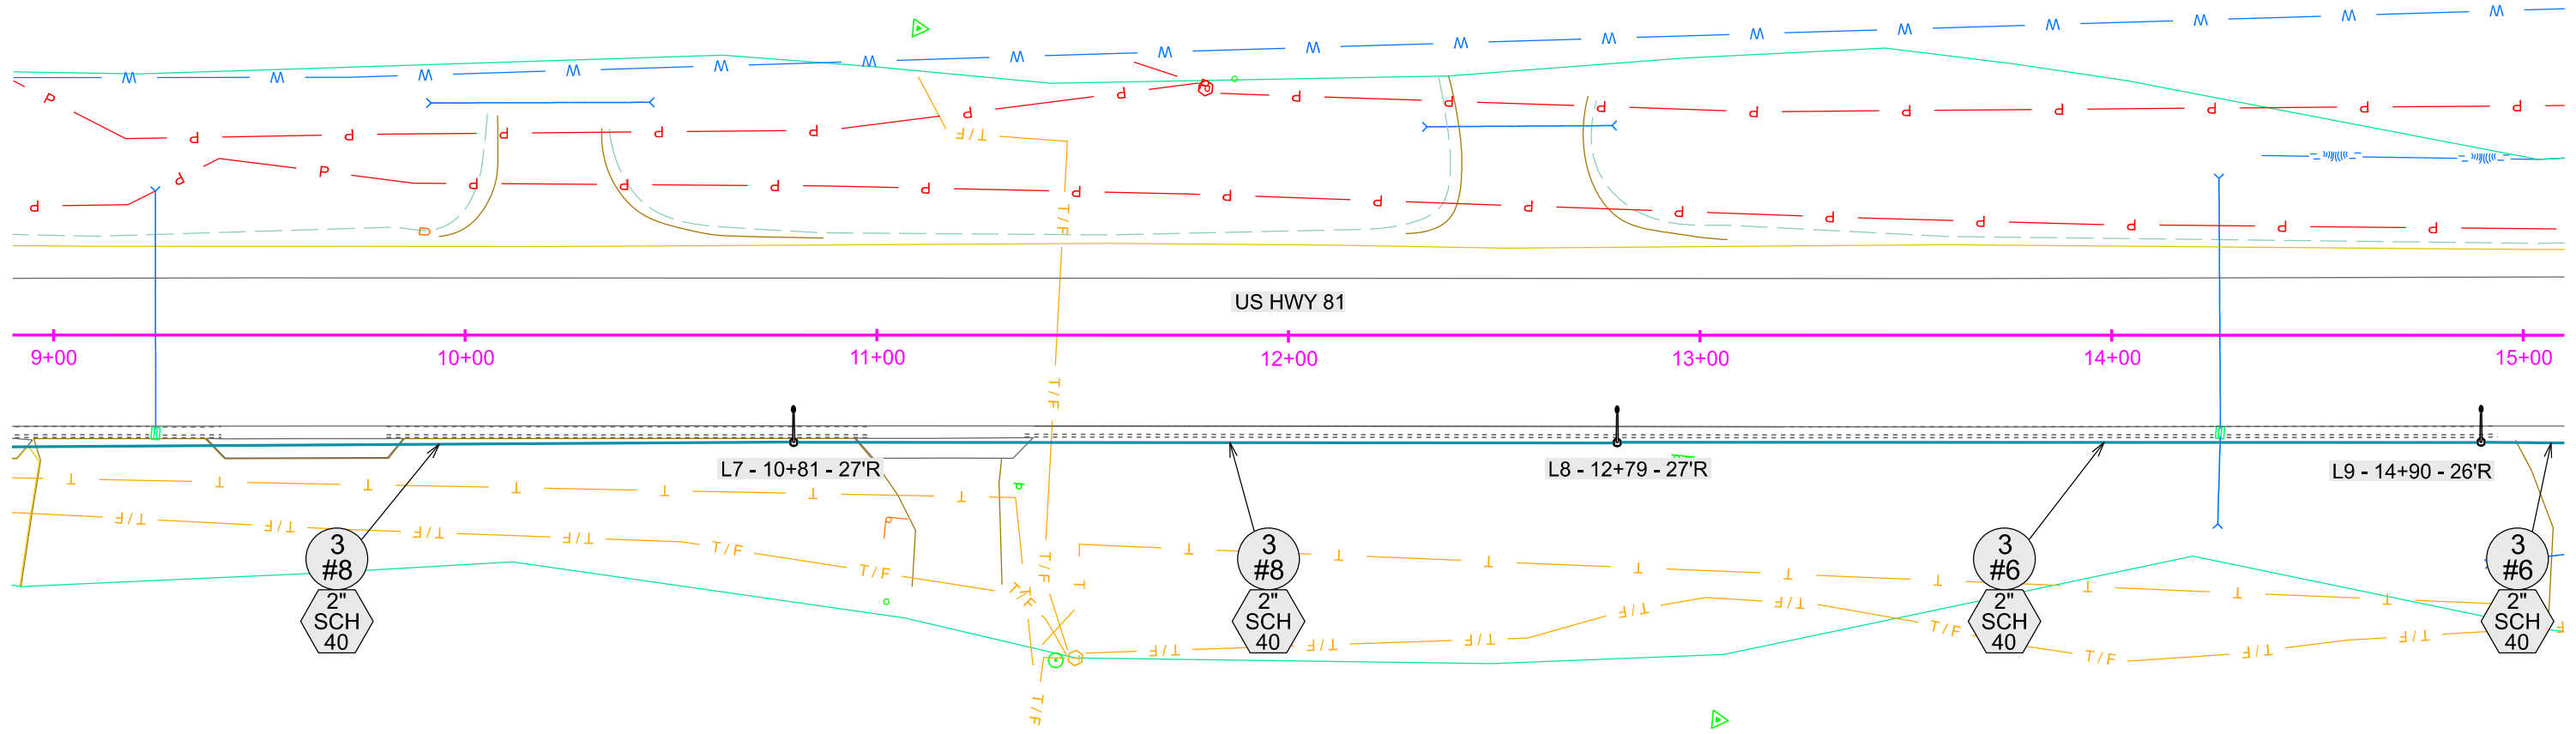 W W W W W W W W W W W W W W W W W
P P P P P P P P P P P P P P P P
T/F
P P P P P P P P P P P P P P P P P
T/F
US HWY 81
9+00 10+00 11+00 12+00 13+00 14+00 15+00
T/F
L7 - 10+81 - 27'R
L8 - 12+79 - 27'R
L9 - 14+90 - 26'R
T T T T T T T
T/F T/F T/F T/F T/F T/F
T/F T/F
T T T T T T T T T T
T/F T/F T/F T/F T/F T/F T/F T/F T/F
T/F
3
#8
2"
SCH
40
3
#8
2"
SCH
40
3
#6
2"
SCH
40
3
#6
2"
SCH
40